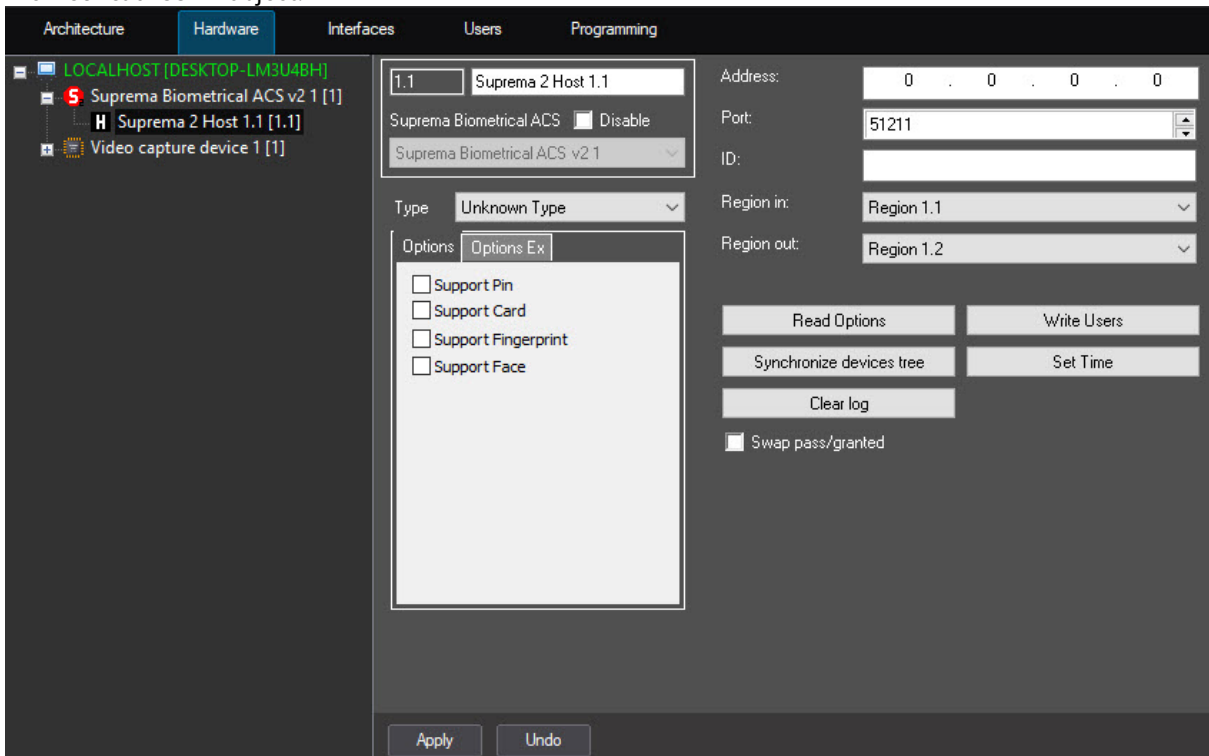 Architecture Hardware Interfaces Users Programming
LOCALHOST [DESKTOP-LM3U4BH]
S Suprema Biometrical ACS v2 1 [1]
H Suprema 2 Host 1.1 [1.1]
Video capture device 1 [1]
1.1 Suprema 2 Host 1.1
Suprema Biometrical ACS Disable
Suprema Biometrical ACS v2 1
Type Unknown Type
Options Options Ex
Support Pin
Support Card
Support Fingerprint
Support Face
Address: 0 . 0 . 0 . 0
Port: 51211
ID:
Region in: Region 1.1
Region out: Region 1.2
Read Options Write Users
Synchronize devices tree Set Time
Clear log
Swap pass/granted
Apply Undo